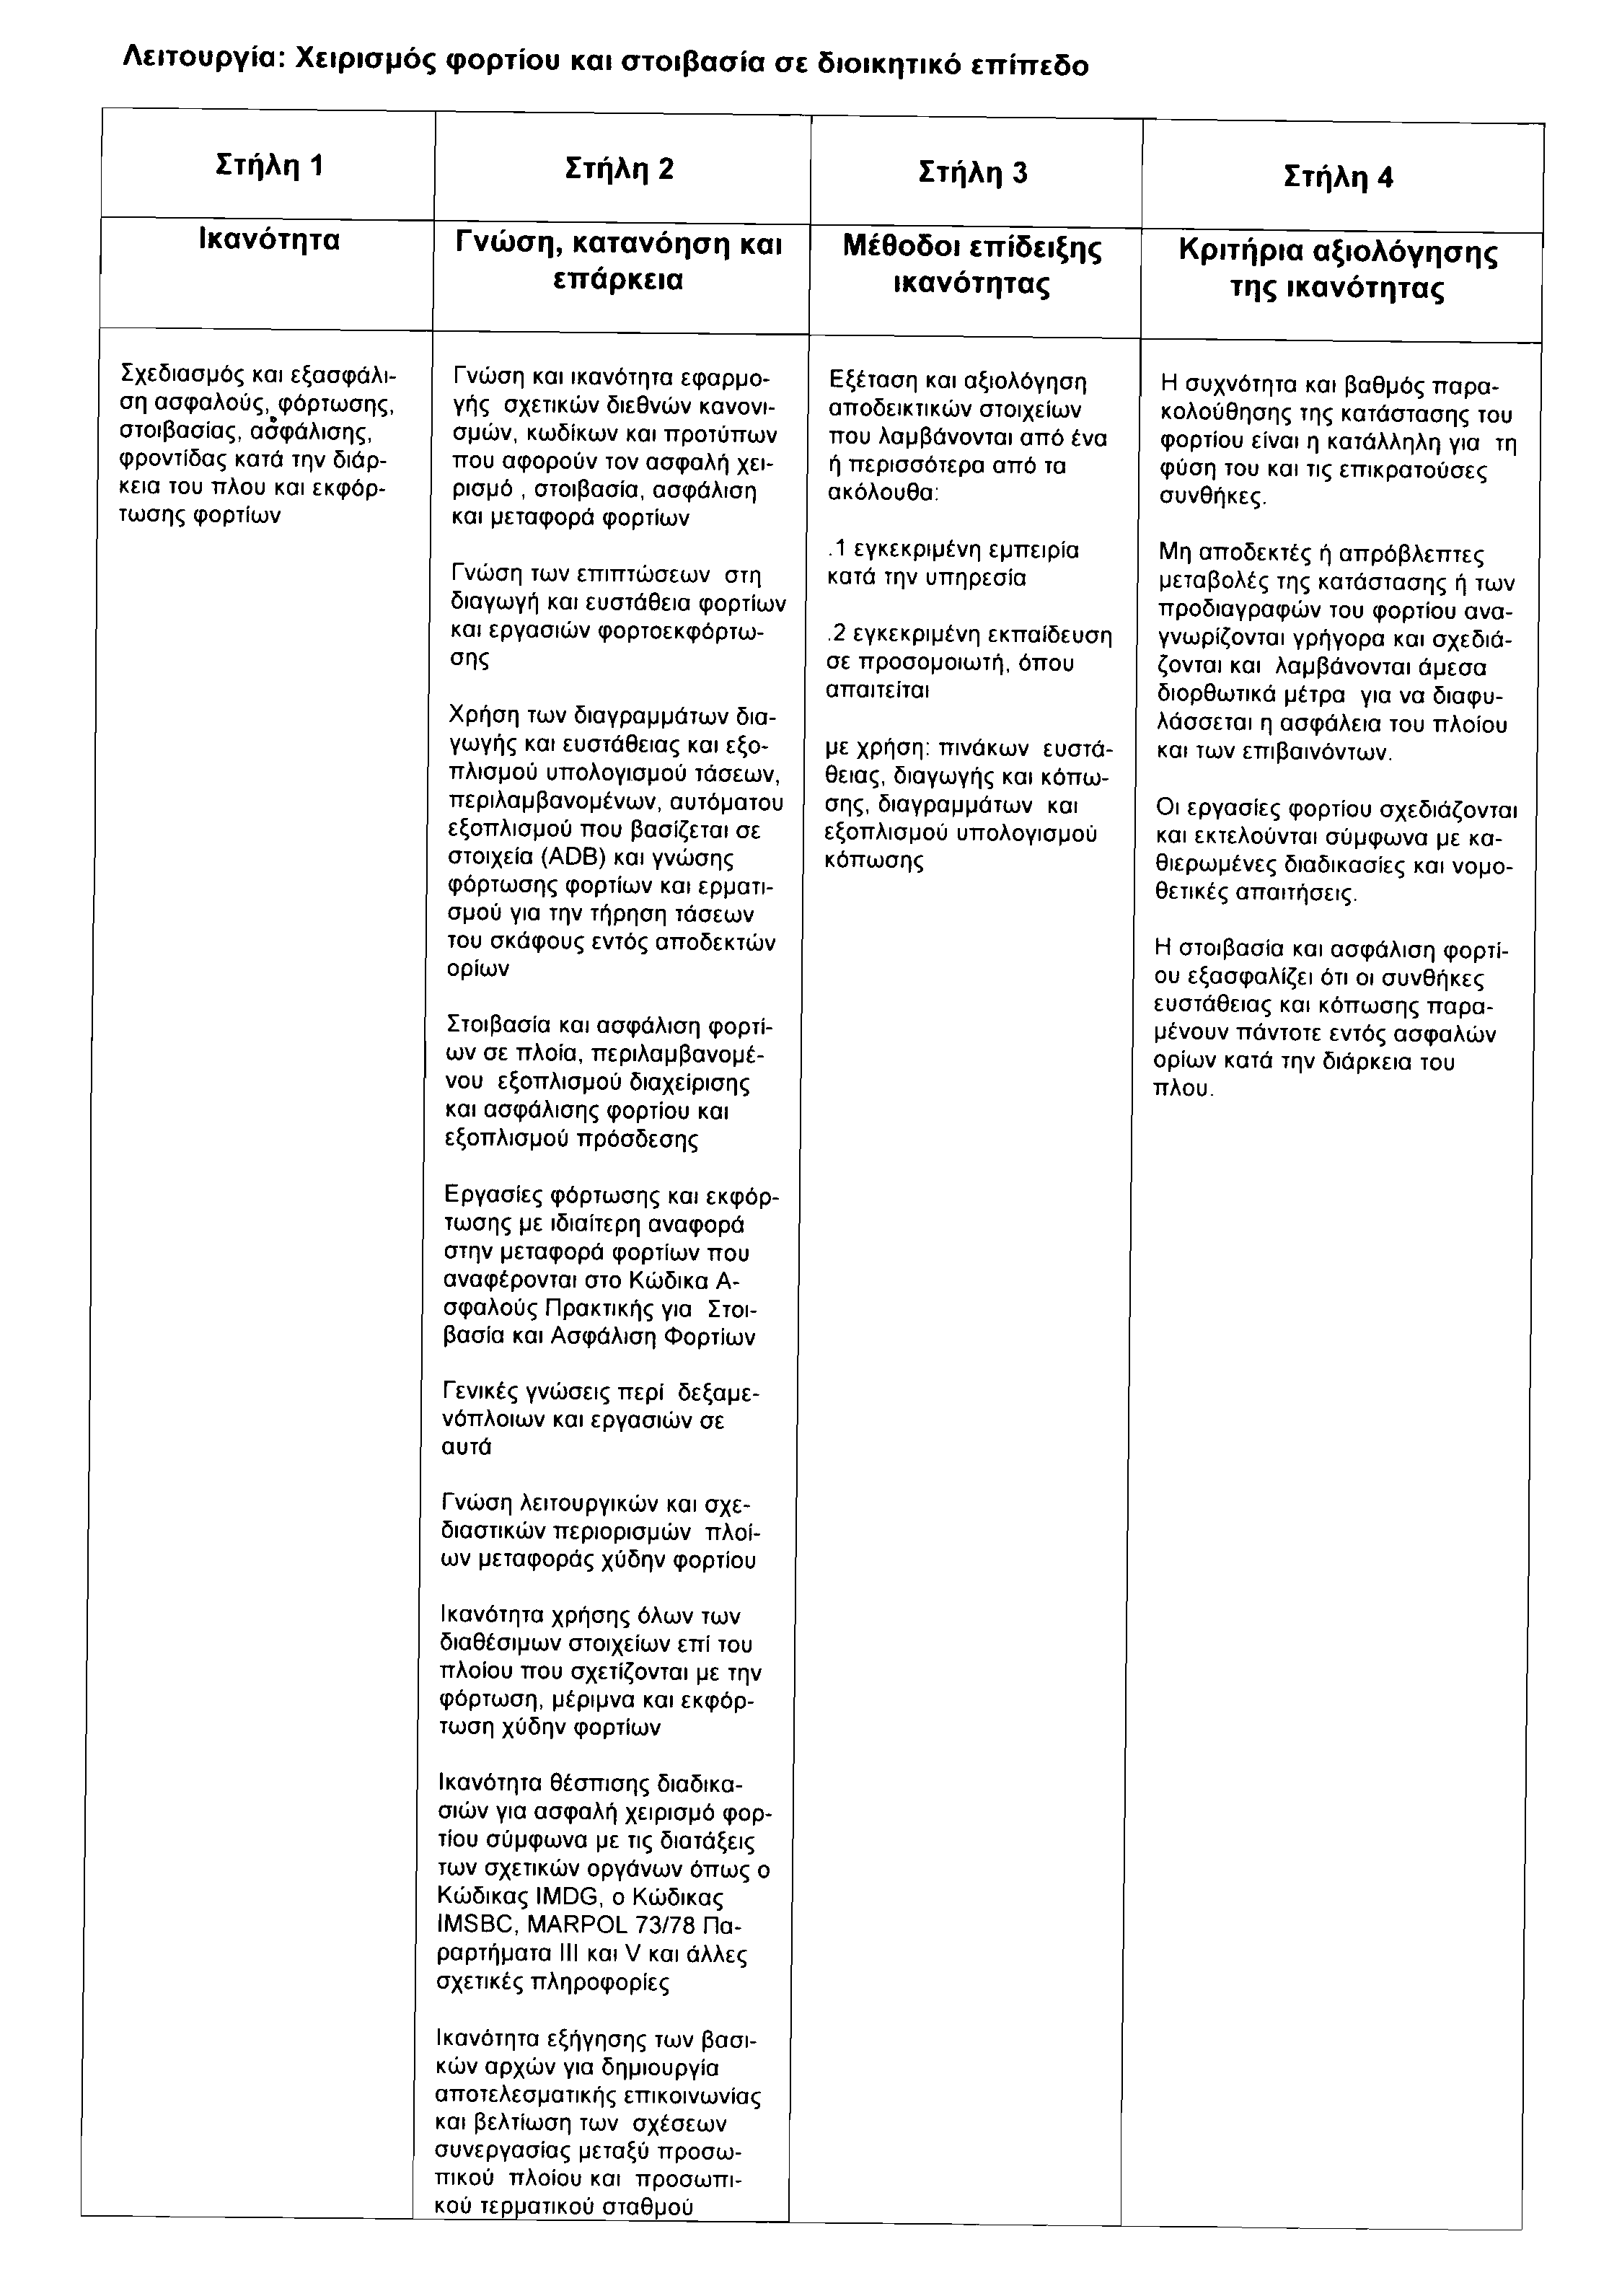 Λειτουργία: Χειρισμός φορτίου και στοιβασία σε διοικητικό επίπεδο
Στήλη 1
Στήλη 2
Στήλη 3
Στήλη 4
Ικανότητα
Γνώση, κατανόηση και
επάρκεια
Μέθοδοι επίδειξης
ικανότητας
Κριτήρια αξιολόγησης
της ικανότητας
Σχεδιασμός και εξασφάλι-
ση ασφαλούς, φόρτωσης,
στοιβασίας, ασφάλισης,
φροντίδας κατά την διάρ-
κεια του πλου και εκφόρ-
τωσης φορτίων
Γνώση και ικανότητα εφαρμο-
γής σχετικών διεθνών κανονι-
σμών, κωδίκων και προτύπων
που αφορούν τον ασφαλή χει-
ρισμό , στοιβασία, ασφάλιση
και μεταφορά φορτίων
Γνώση των επιπτώσεων στη
διαγωγή και ευστάθεια φορτίων
και εργασιών φορτοεκφόρτω-
σης
Χρήση των διαγραμμάτων δια-
γωγής και ευστάθειας και εξο-
πλισμού υπολογισμού τάσεων,
περιλαμβανομένων, αυτόματου
εξοπλισμού που βασίζεται σε
στοιχεία (ADB) και γνώσης
φόρτωσης φορτίων και ερματι-
σμού για την τήρηση τάσεων
του σκάφους εντός αποδεκτών
ορίων
Στοιβασία και ασφάλιση φορτί-
ων σε πλοία, περιλαμβανομέ-
νου εξοπλισμού διαχείρισης
και ασφάλισης φορτίου και
εξοπλισμού πρόσδεσης
Εργασίες φόρτωσης και εκφόρ-
τωσης με ιδιαίτερη αναφορά
στην μεταφορά φορτίων που
αναφέρονται στο Κώδικα Α-
σφαλούς Πρακτικής για Στοι-
βασία και Ασφάλιση Φορτίων
Γενικές γνώσεις περί δεξαμε-
νόπλοιων και εργασιών σε
αυτά
Γνώση λειτουργικών και σχε-
διαστικών περιορισμών πλοί-
ων μεταφοράς χύδην φορτίου
Ικανότητα χρήσης όλων των
διαθέσιμων στοιχείων επί του
πλοίου που σχετίζονται με την
φόρτωση, μέριμνα και εκφόρ-
τωση χύδην φορτίων
Ικανότητα θέσπισης διαδικα-
σιών για ασφαλή χειρισμό φορ-
τίου σύμφωνα με τις διατάξεις
των σχετικών οργάνων όπως ο
Κώδικας IMDG, ο Κώδικας
IMSBC, MARPOL 73/78 Πα-
ραρτήματα III και V και άλλες
σχετικές πληροφορίες
Ικανότητα εξήγησης των βασι-
κών αρχών για δημιουργία
αποτελεσματικής επικοινωνίας
και βελτίωση των σχέσεων
συνεργασίας μεταξύ προσω-
πικού πλοίου και προσωπι-
κού τερματικού σταθμού
Εξέταση και αξιολόγηση
αποδεικτικών στοιχείων
που λαμβάνονται από ένα
ή περισσότερα από τα
ακόλουθα:
.1 εγκεκριμένη εμπειρία
κατά την υπηρεσία
.2 εγκεκριμένη εκπαίδευση
σε προσομοιωτή, όπου
απαιτείται
με χρήση: πινάκων ευστά-
θειας, διαγωγής και κόπω-
σης, διαγραμμάτων και
εξοπλισμού υπολογισμού
κόπωσης
Η συχνότητα και βαθμός παρα-
κολούθησης της κατάστασης του
φορτίου είναι η κατάλληλη για τη
φύση του και τις επικρατούσες
συνθήκες.
Μη αποδεκτές ή απρόβλεπτες
μεταβολές της κατάστασης ή των
προδιαγραφών του φορτίου ανα-
γνωρίζονται γρήγορα και σχεδιά-
ζονται και λαμβάνονται άμεσα
διορθωτικά μέτρα για να διαφυ-
λάσσεται η ασφάλεια του πλοίου
και των επιβαινόντων.
Οι εργασίες φορτίου σχεδιάζονται
και εκτελούνται σύμφωνα με κα-
θιερωμένες διαδικασίες και νομο-
θετικές απαιτήσεις.
Η στοιβασία και ασφάλιση φορτί-
ου εξασφαλίζει ότι οι συνθήκες
ευστάθειας και κόπωσης παρα-
μένουν πάντοτε εντός ασφαλών
ορίων κατά την διάρκεια του
πλου.